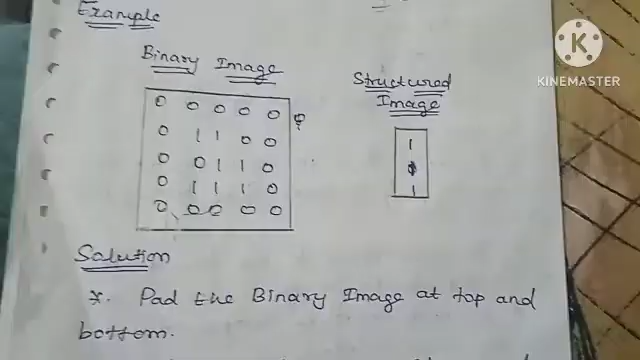 Example
Binary Image
Structured
Image
0 0 0 0 0
0 1 1 0 0
0 0 1 1 0
0 1 1 1 0
0 0 0 0 0
1
1
Solution
*. Pad the Binary Image at top and
bottom.
KINEMASTER